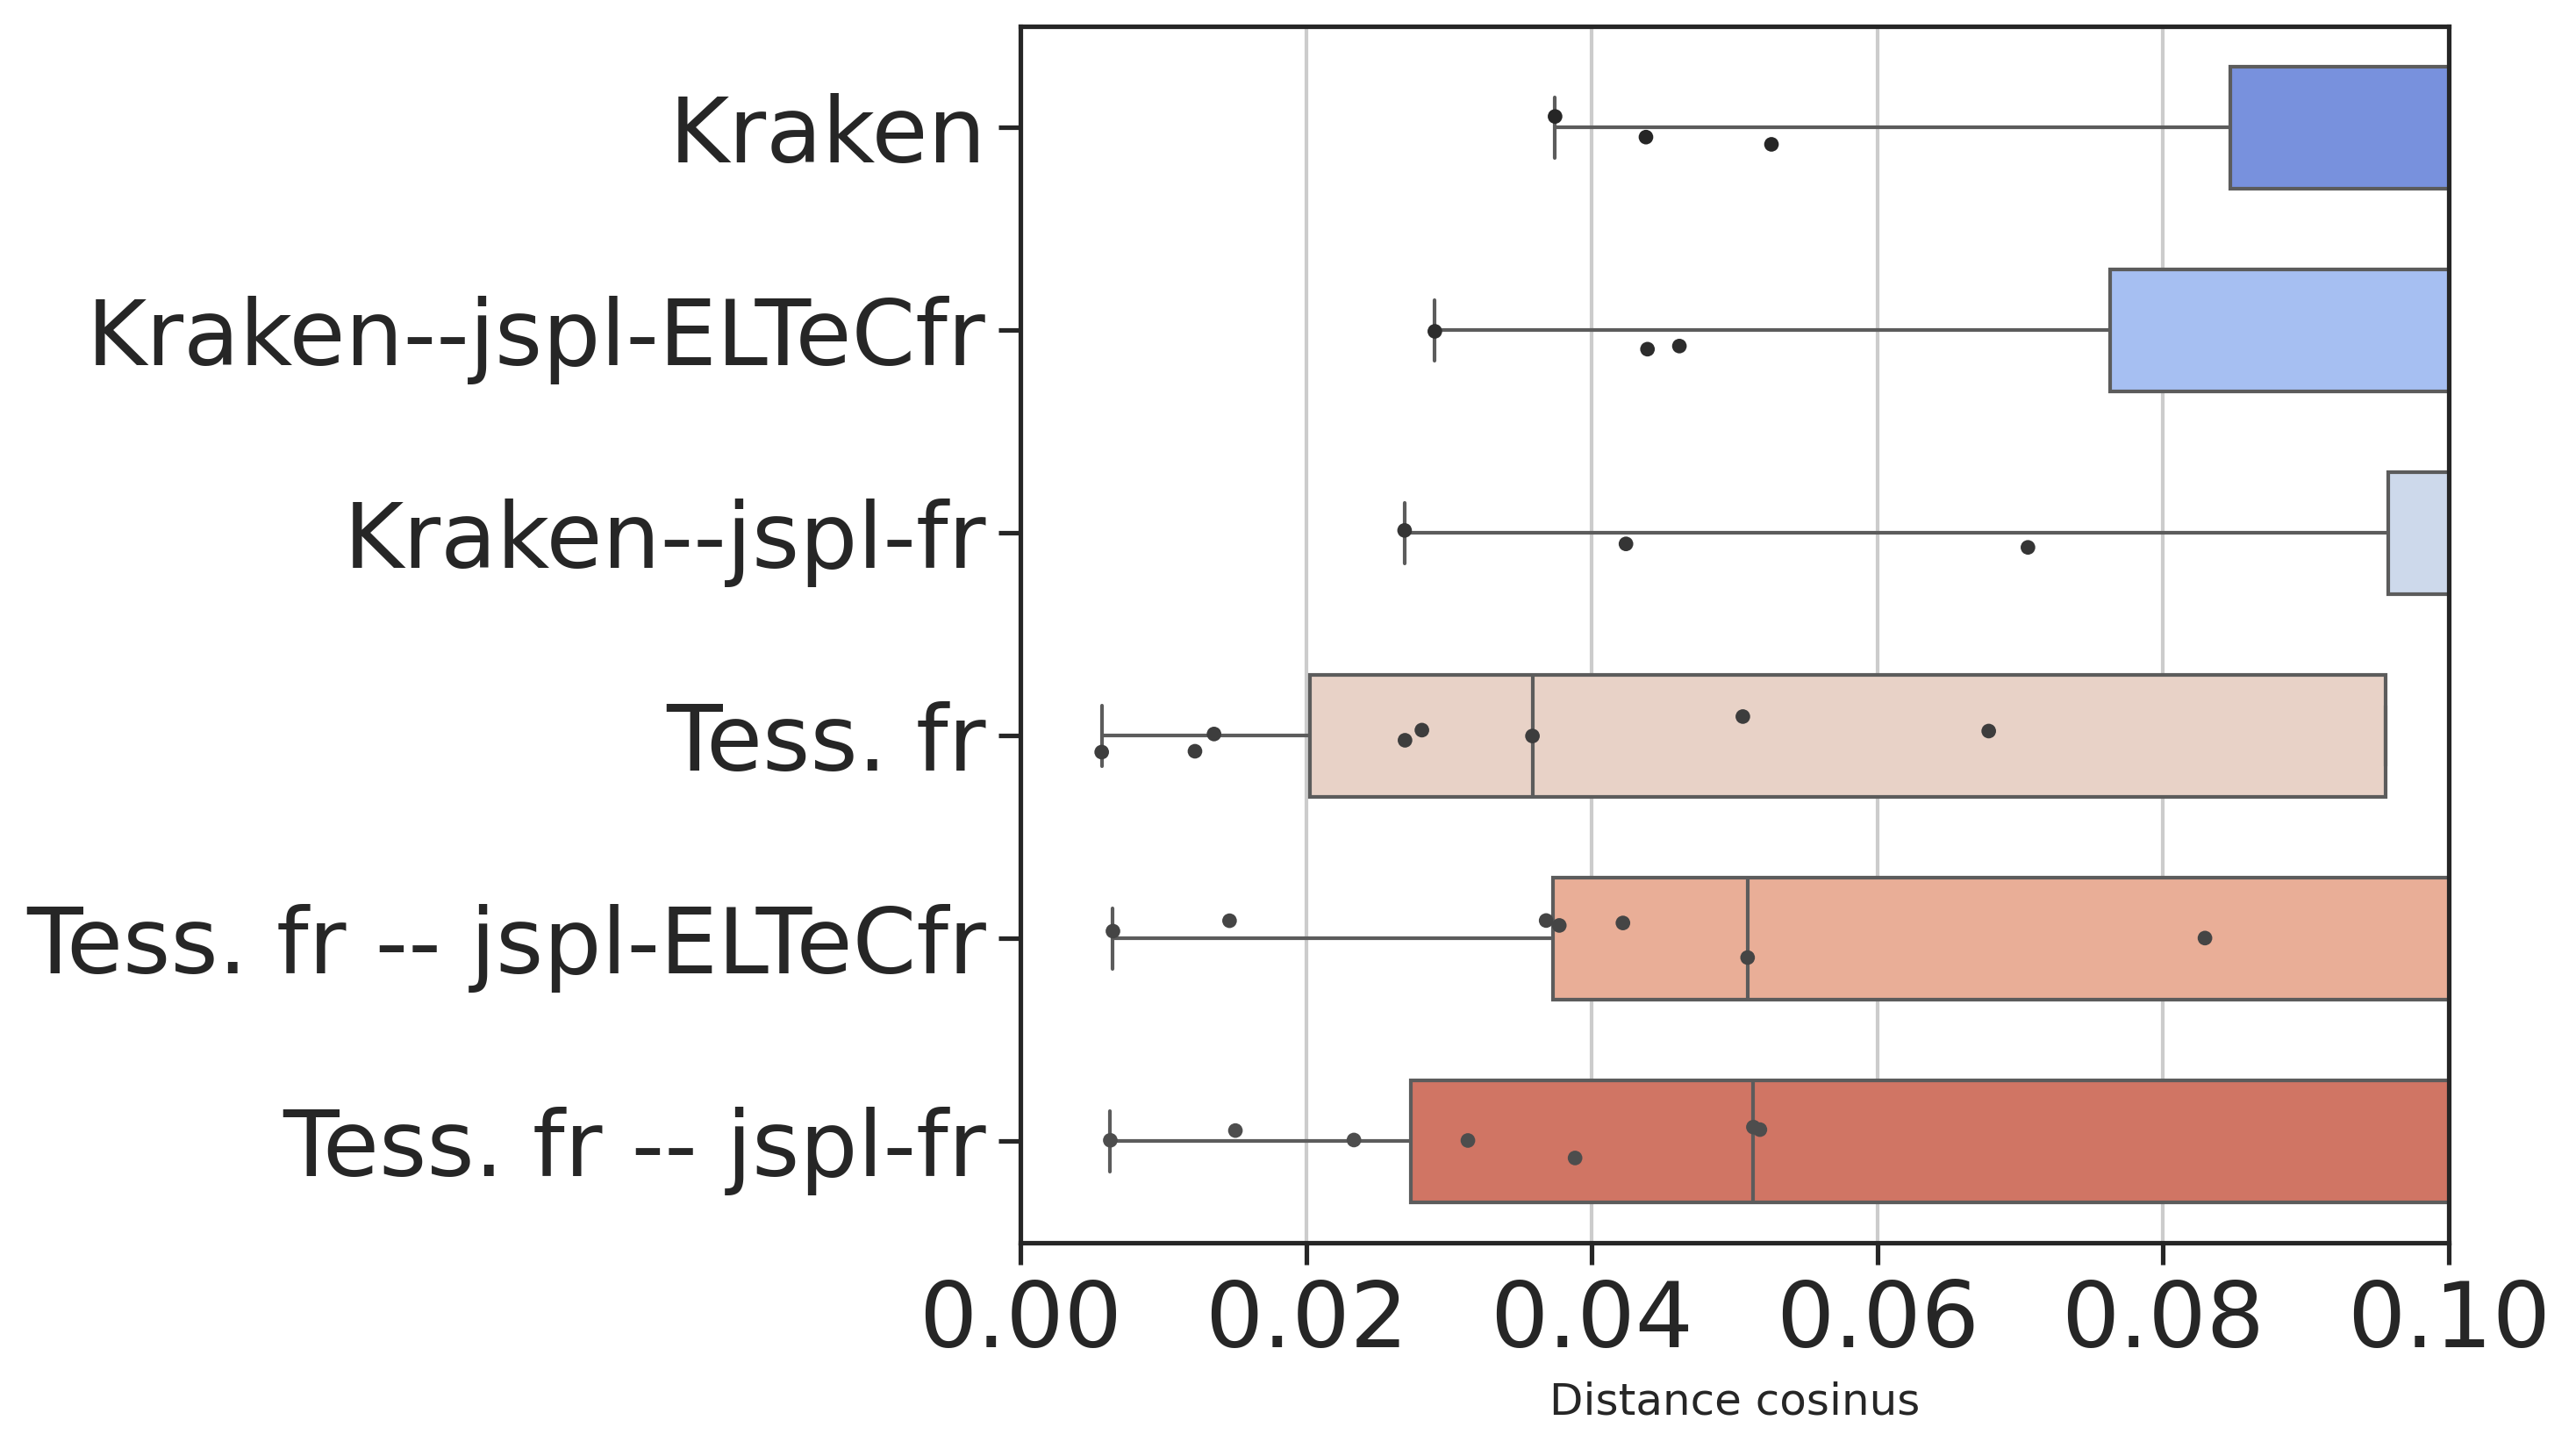 Kraken
Kraken--jspl-ELTeCfr
Kraken--jspl-fr
Tess. fr
Tess. fr -- jspl-ELTeCfr
Tess. fr -- jspl-fr
0.00 0.02 0.04 0.06 0.08 0.10
Distance cosinus